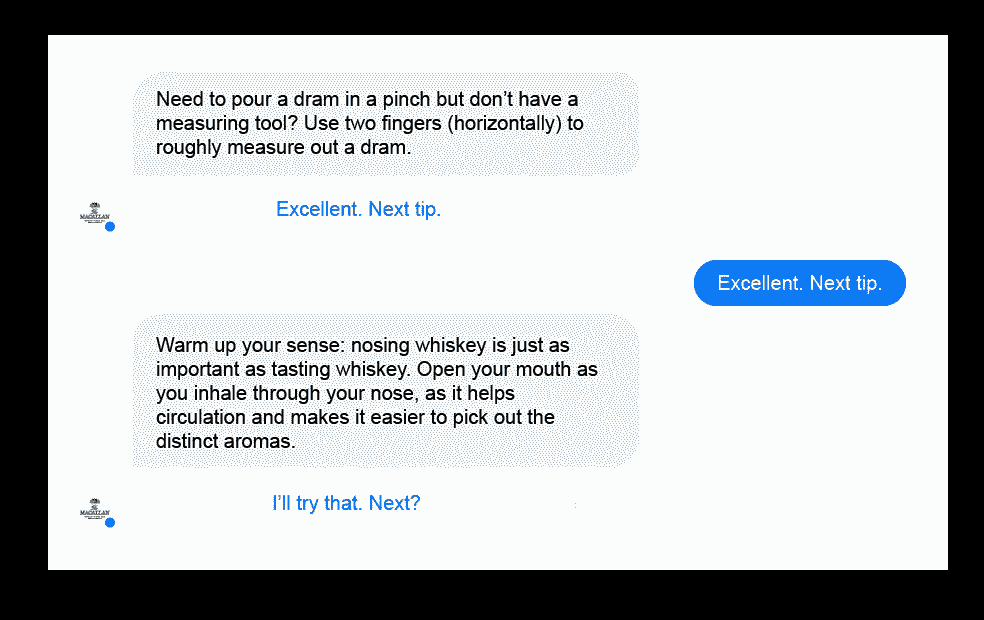 Need to pour a dram in a pinch but don't have a
measuring tool? Use two fingers (horizontally) to
roughly measure out a dram.
Excellent. Next tip.
MACALLAN
Excellent. Next tip.
Warm up your sense: nosing whiskey is just as
important as tasting whiskey. Open your mouth as
you inhale through your nose, as it helps
circulation and makes it easier to pick out the
distinct aromas.
I'll try that. Next?
MACALLAN